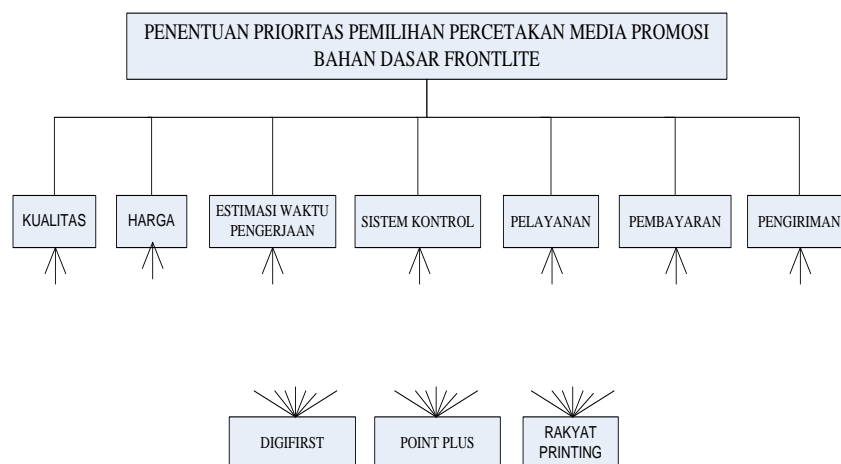 PENENTUAN PRIORITAS PEMILIHAN PERCETAKAN MEDIA PROMOSI
BAHAN DASAR FRONTLITE
KUALITAS
HARGA
ESTIMASI WAKTU
PENGERJAAN
SISTEM KONTROL
PELAYANAN
PEMBAYARAN
PENGIRIMAN
DIGIFIRST
POINT PLUS
RAKYAT
PRINTING